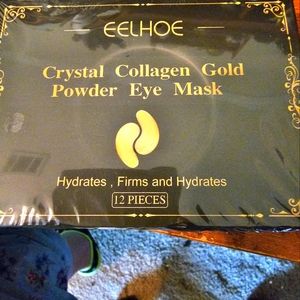 EELHOE
Crystal Collagen Gold
Powder Eye Mask
Hydrates , Firms and Hydrates
12 PIECES